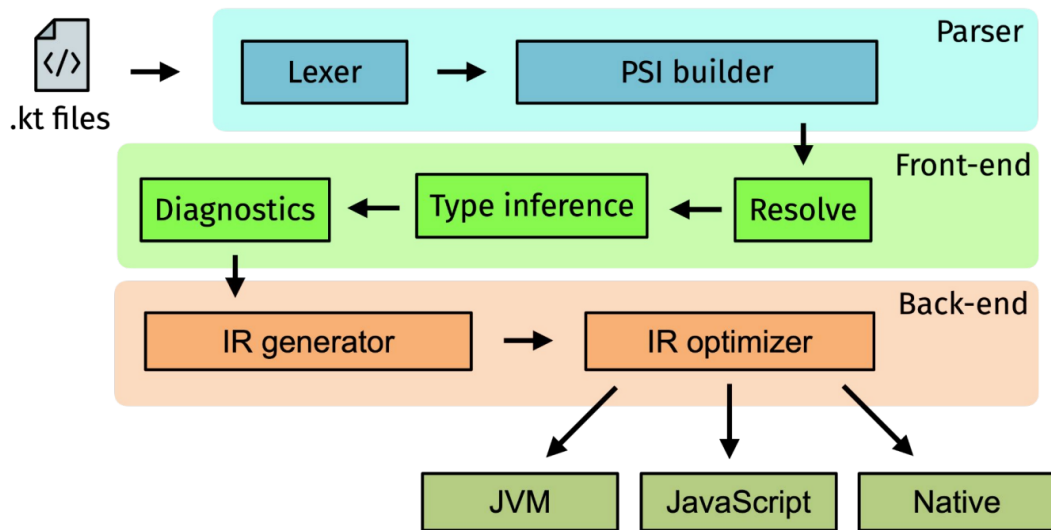 </>
.kt files
Parser
Lexer
PSI builder
Front-end
Diagnostics
Type inference
Resolve
Back-end
IR generator
IR optimizer
JVM
JavaScript
Native